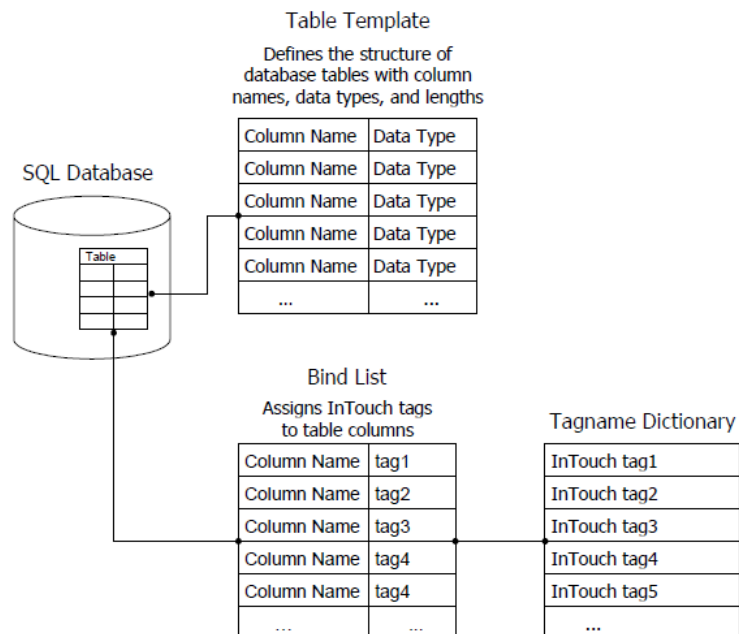 Table Template
Defines the structure of
database tables with column
names, data types, and lengths
Column Name Data Type
Column Name Data Type
Column Name Data Type
Column Name Data Type
Column Name Data Type
... ...
SQL Database
Table
Bind List
Assigns InTouch tags
to table columns
Column Name tag1
Column Name tag2
Column Name tag3
Column Name tag4
Column Name tag4
... ...
Tagname Dictionary
InTouch tag1
InTouch tag2
InTouch tag3
InTouch tag4
InTouch tag5
...